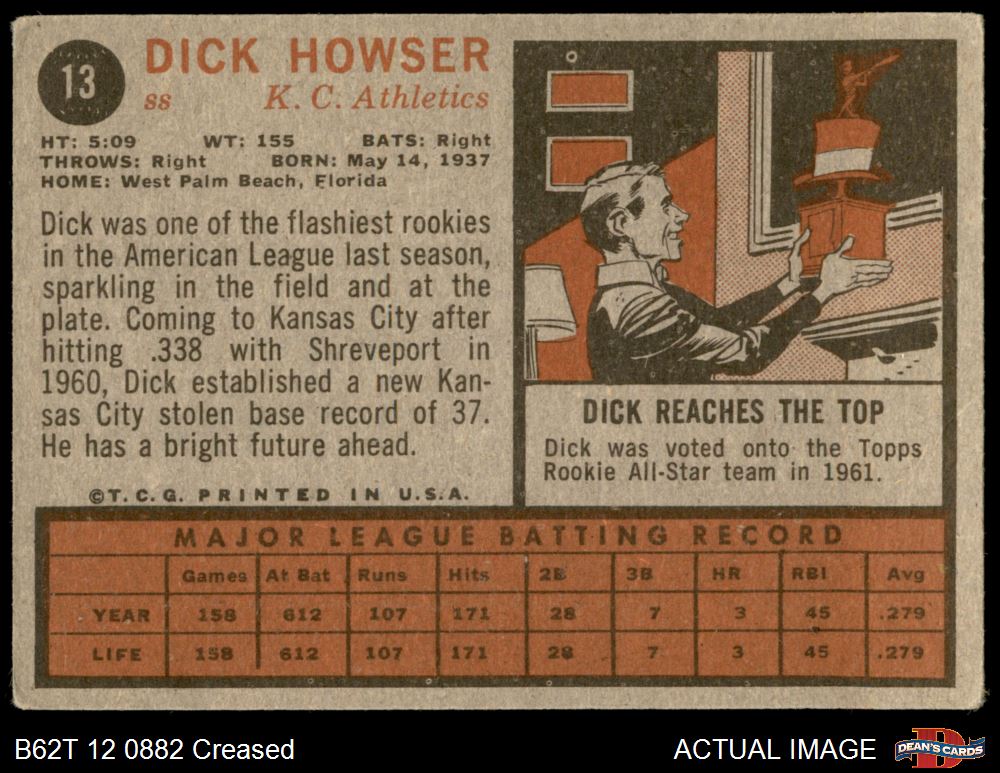 13
DICK HOWSER
SS K. C. Athletics
HT: 5:09 WT: 155 BATS: Right
THROWS: Right BORN: May 14, 1937
HOME: West Palm Beach, Florida
Dick was one of the flashiest rookies
in the American League last season,
sparkling in the field and at the
plate. Coming to Kansas City after
hitting .338 with Shreveport in
1960, Dick established a new Kan-
sas City stolen base record of 37.
He has a bright future ahead.
©T.C.G. PRINTED IN U.S.A.
DICK REACHES THE TOP
Dick was voted onto the Topps
Rookie All-Star team in 1961.
MAJOR LEAGUE BATTING RECORD
Games At Bat Runs Hits 2B 3B HR RBI Avg
YEAR 158 612 107 171 28 7 3 45 .279
LIFE 158 612 107 171 28 7 3 45 .279
B62T 12 0882 Creased
ACTUAL IMAGE
D
DEAN'S CARDS